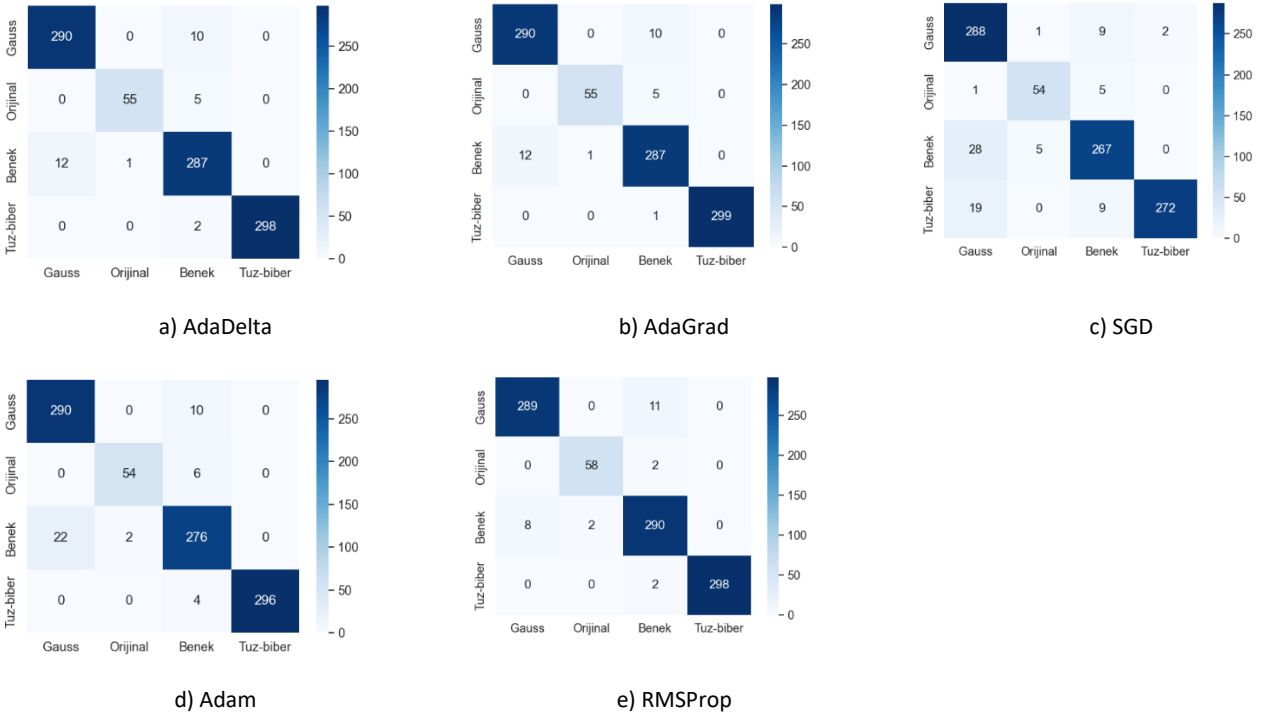 Gauss 290 0 10 0
Orijinal 0 55 5 0
Benek 12 1 287 0
Tuz-biber 0 0 2 298
Gauss Orijinal Benek Tuz-biber
250
200
150
100
50
0
a) AdaDelta
Gauss 290 0 10 0
Orijinal 0 55 5 0
Benek 12 1 287 0
Tuz-biber 0 0 1 299
Gauss Orijinal Benek Tuz-biber
250
200
150
100
50
0
b) AdaGrad
Gauss 288 1 9 2
Orijinal 1 54 5 0
Benek 28 5 267 0
Tuz-biber 19 0 9 272
Gauss Orijinal Benek Tuz-biber
250
200
150
100
50
0
c) SGD
Gauss 290 0 10 0
Orijinal 0 54 6 0
Benek 22 2 276 0
Tuz-biber 0 0 4 296
Gauss Orijinal Benek Tuz-biber
250
200
150
100
50
0
d) Adam
Gauss 289 0 11 0
Orijinal 0 58 2 0
Benek 8 2 290 0
Tuz-biber 0 0 2 298
Gauss Orijinal Benek Tuz-biber
250
200
150
100
50
0
e) RMSProp